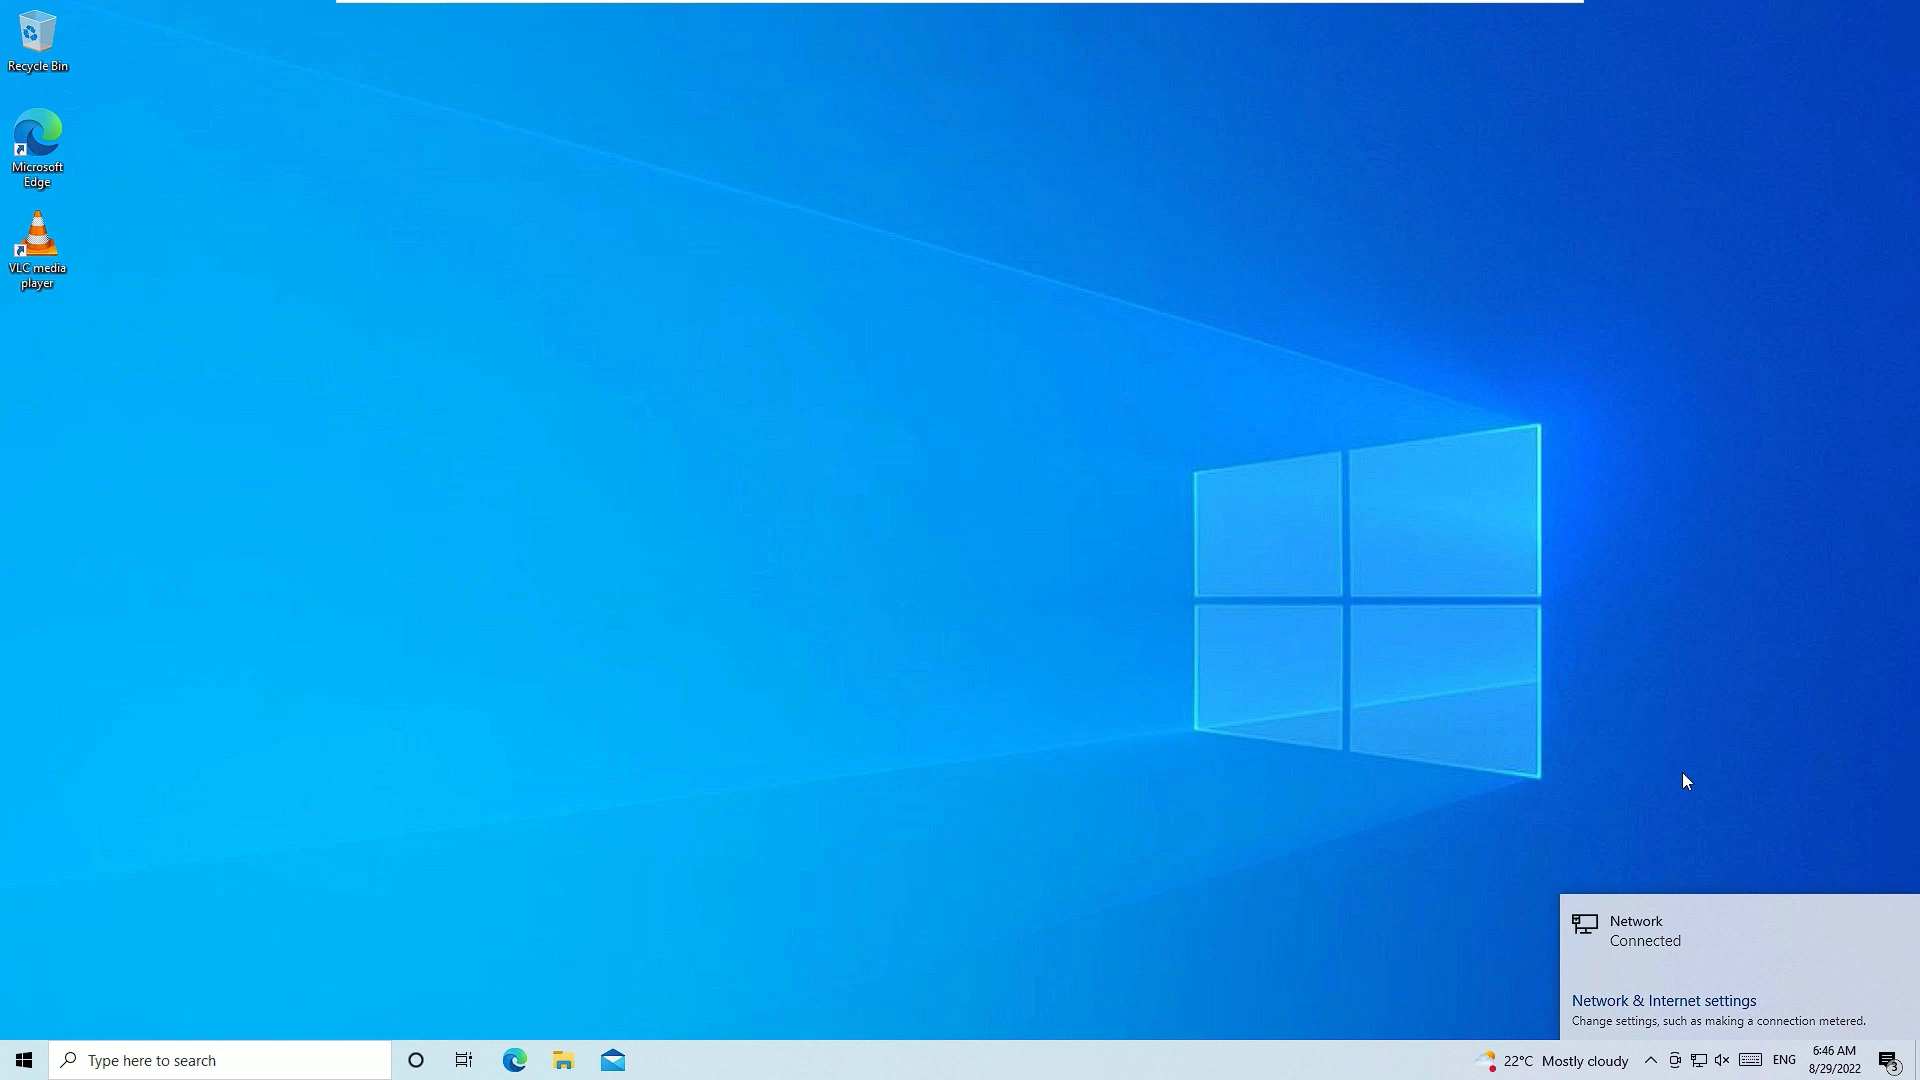 Recycle Bin
Microsoft
Edge
VLC media
player
Network
Connected
Network & Internet settings
Change settings, such as making a connection metered.
Type here to search
22°C Mostly cloudy
ENG
6:46 AM
8/29/2022
3